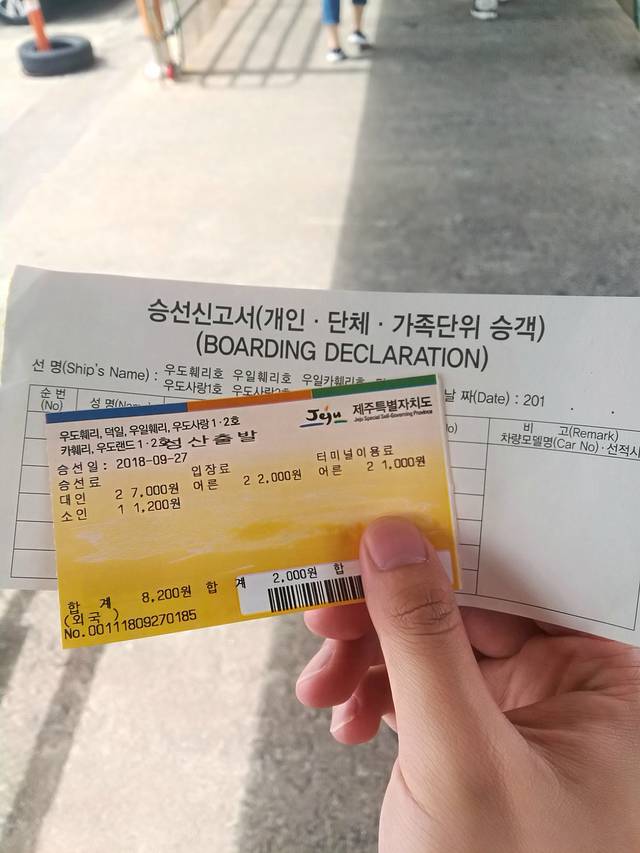 승선신고서(개인 · 단체 · 가족단위 승객)
(BOARDING DECLARATION)
선 명(Ship's Name) : 우도훼리호 우일훼리호 우일카훼리호
우도사랑1호 우도사랑2호
날 짜(Date) : 201 . .
순 번
(No)
성 명(Name)
비 고(Remark)
차량모델명(Car No)·선적시
Jeju 제주특별자치도
Jeju Special Self-Governing Province
우도훼리, 덕일, 우일훼리, 우도사랑 1·2호
카훼리, 우도랜드 1·2호 성산출발
승선일: 2018-09-27
승선료 입장료 터미널이용료
대인 2 7,000원 어른 2 2,000원 어른 2 1,000원
소인 1 1,200원
합 계 8,200원 합 계 2,000원 합
(외국)
No.00111809270185